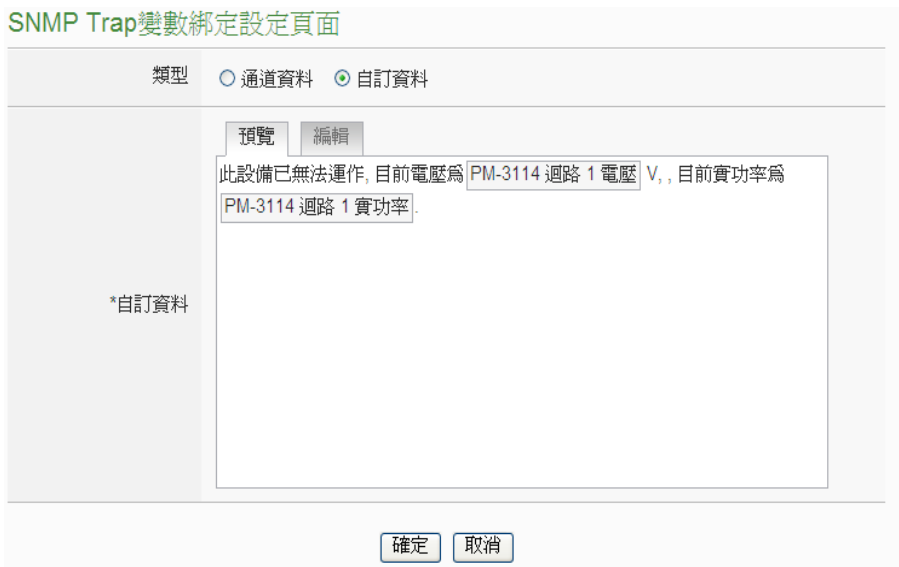 SNMP Trap變數綁定設定頁面
類型 通道資料 自訂資料
預覽 編輯
此設備已無法運作, 目前電壓為 PM-3114 迴路 1 電壓 V, , 目前實功率為
PM-3114 迴路 1 實功率 .
*自訂資料
確定 取消